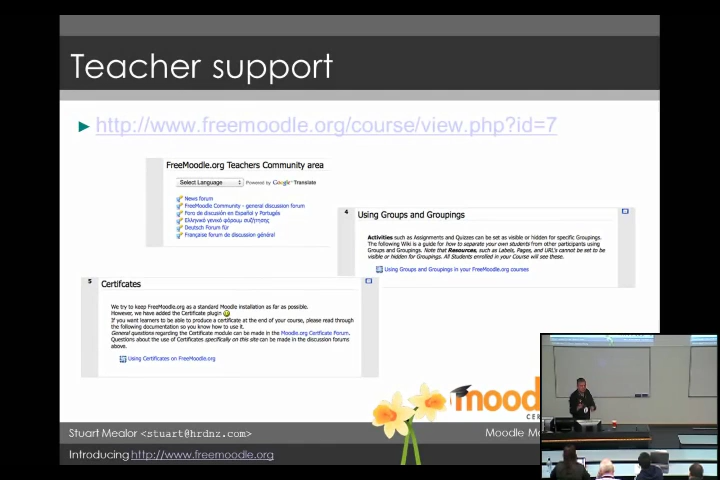 Teacher support
http://www.freemoodle.org/course/view.php?id=7
FreeMoodle.org Teachers Community area
Select Language Powered by Google™ Translate
News forum
FreeMoodle Community - general discussion forum
Foro de discusión en Español y Portugés
Ελληνικό γενικό φόρουμ συζήτησης
Deutsch Forum für
Française forum de discussion général
4 Using Groups and Groupings
Activities such as Assignments and Quizzes can be set as visible or hidden for specific Groupings.
The following Wiki is a guide for how to separate your own students from other participants using
Groups and Groupings. Note that Resources, such as Labels, Pages, and URL's cannot be set to
visible or hidden for Groupings. All Students enrolled in your Course will see these.
Using Groups and Groupings in your FreeMoodle.org courses
5 Certifcates
We try to keep FreeMoodle.org as a standard Moodle installation as far as possible.
However, we have added the Certificate plugin
If you want learners to be able to produce a certificate at the end of your course, please read through
the following documentation so you know how to use it.
General questions regarding the Certificate module can be made in the Moodle.org Certificate Forum.
Questions about the use of Certificates specifically on this site can be made in the discussion forums
above.
Using Certificates on FreeMoodle.org
mood
CE
Stuart Mealor <stuart@hrdnz.com>
Moodle Mo
Introducing http://www.freemoodle.org